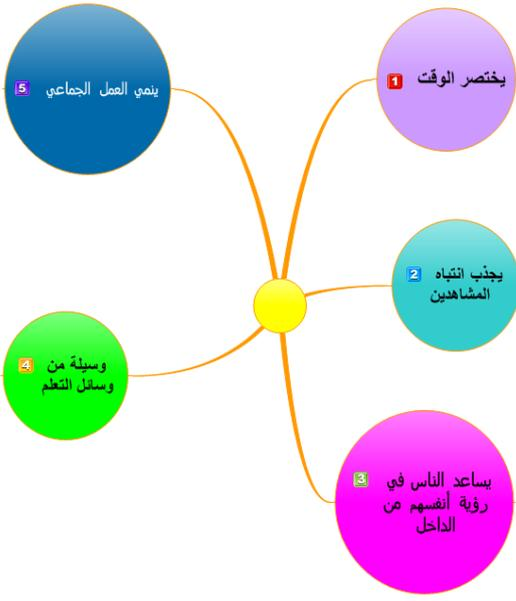 1 يختصر الوقت
2 يجذب انتباه
المشاهدين
3 يساعد الناس في
رؤية أنفسهم من
الداخل
4 وسيلة من
وسائل التعلم
5 ينمي العمل الجماعي